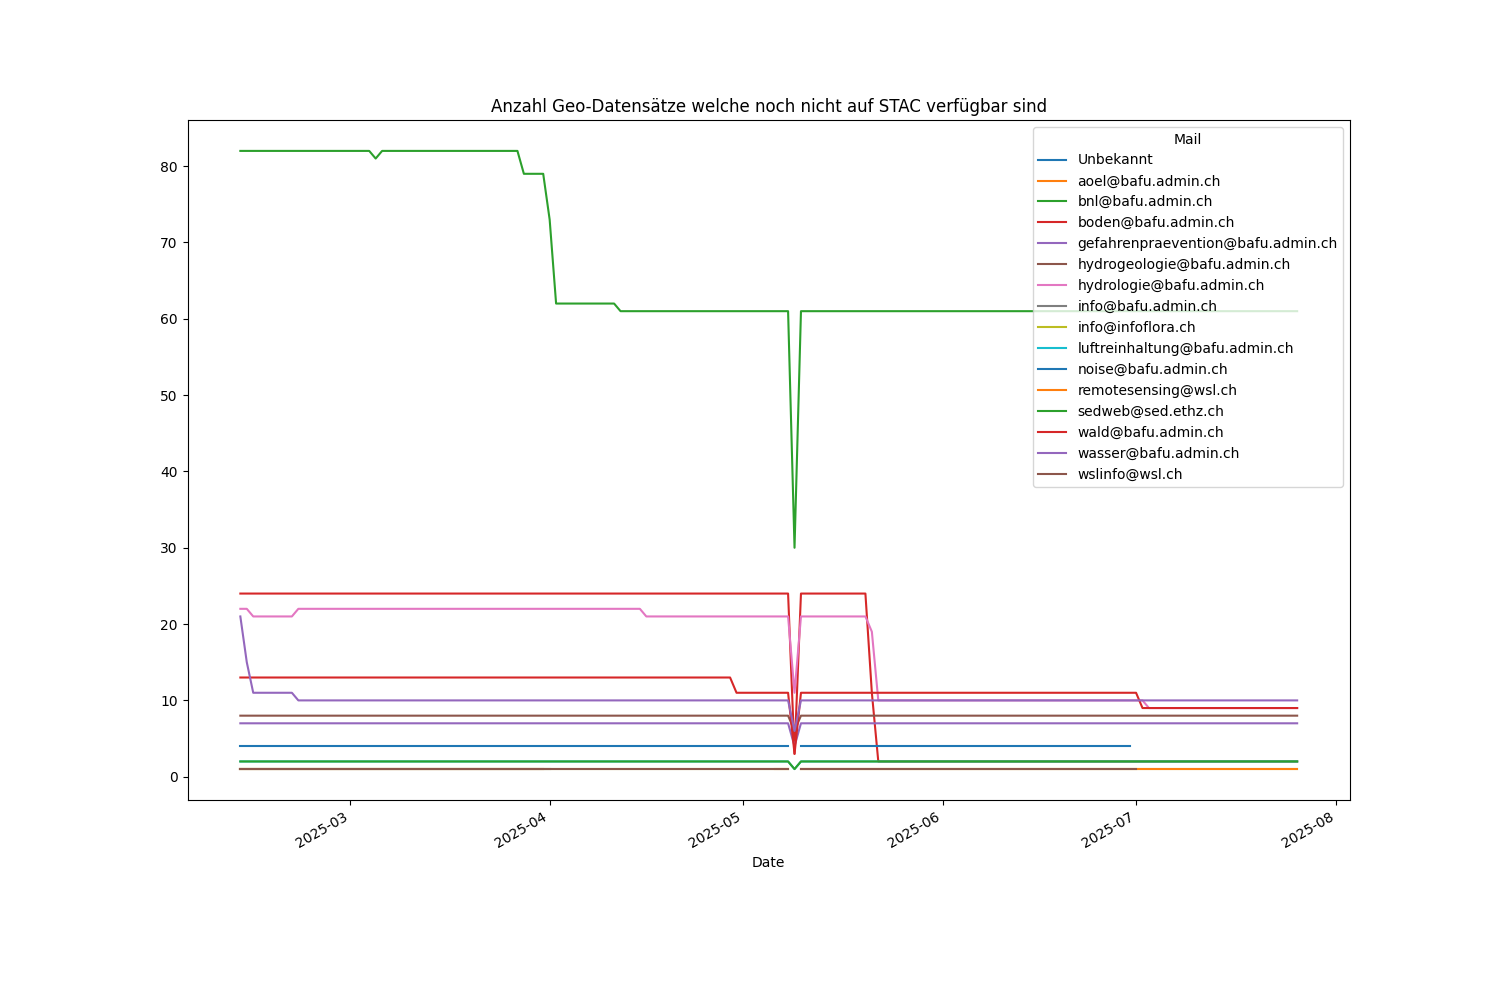 Anzahl Geo-Datensätze welche noch nicht auf STAC verfügbar sind
80
70
60
50
40
30
20
10
0
Mail
Unbekannt
aoel@bafu.admin.ch
bnl@bafu.admin.ch
boden@bafu.admin.ch
gefahrenpraevention@bafu.admin.ch
hydrogeologie@bafu.admin.ch
hydrologie@bafu.admin.ch
info@bafu.admin.ch
info@infoflora.ch
luftreinhaltung@bafu.admin.ch
noise@bafu.admin.ch
remotesensing@wsl.ch
sedweb@sed.ethz.ch
wald@bafu.admin.ch
wasser@bafu.admin.ch
wslinfo@wsl.ch
2025-03
2025-04
2025-05
2025-06
2025-07
2025-08
Date